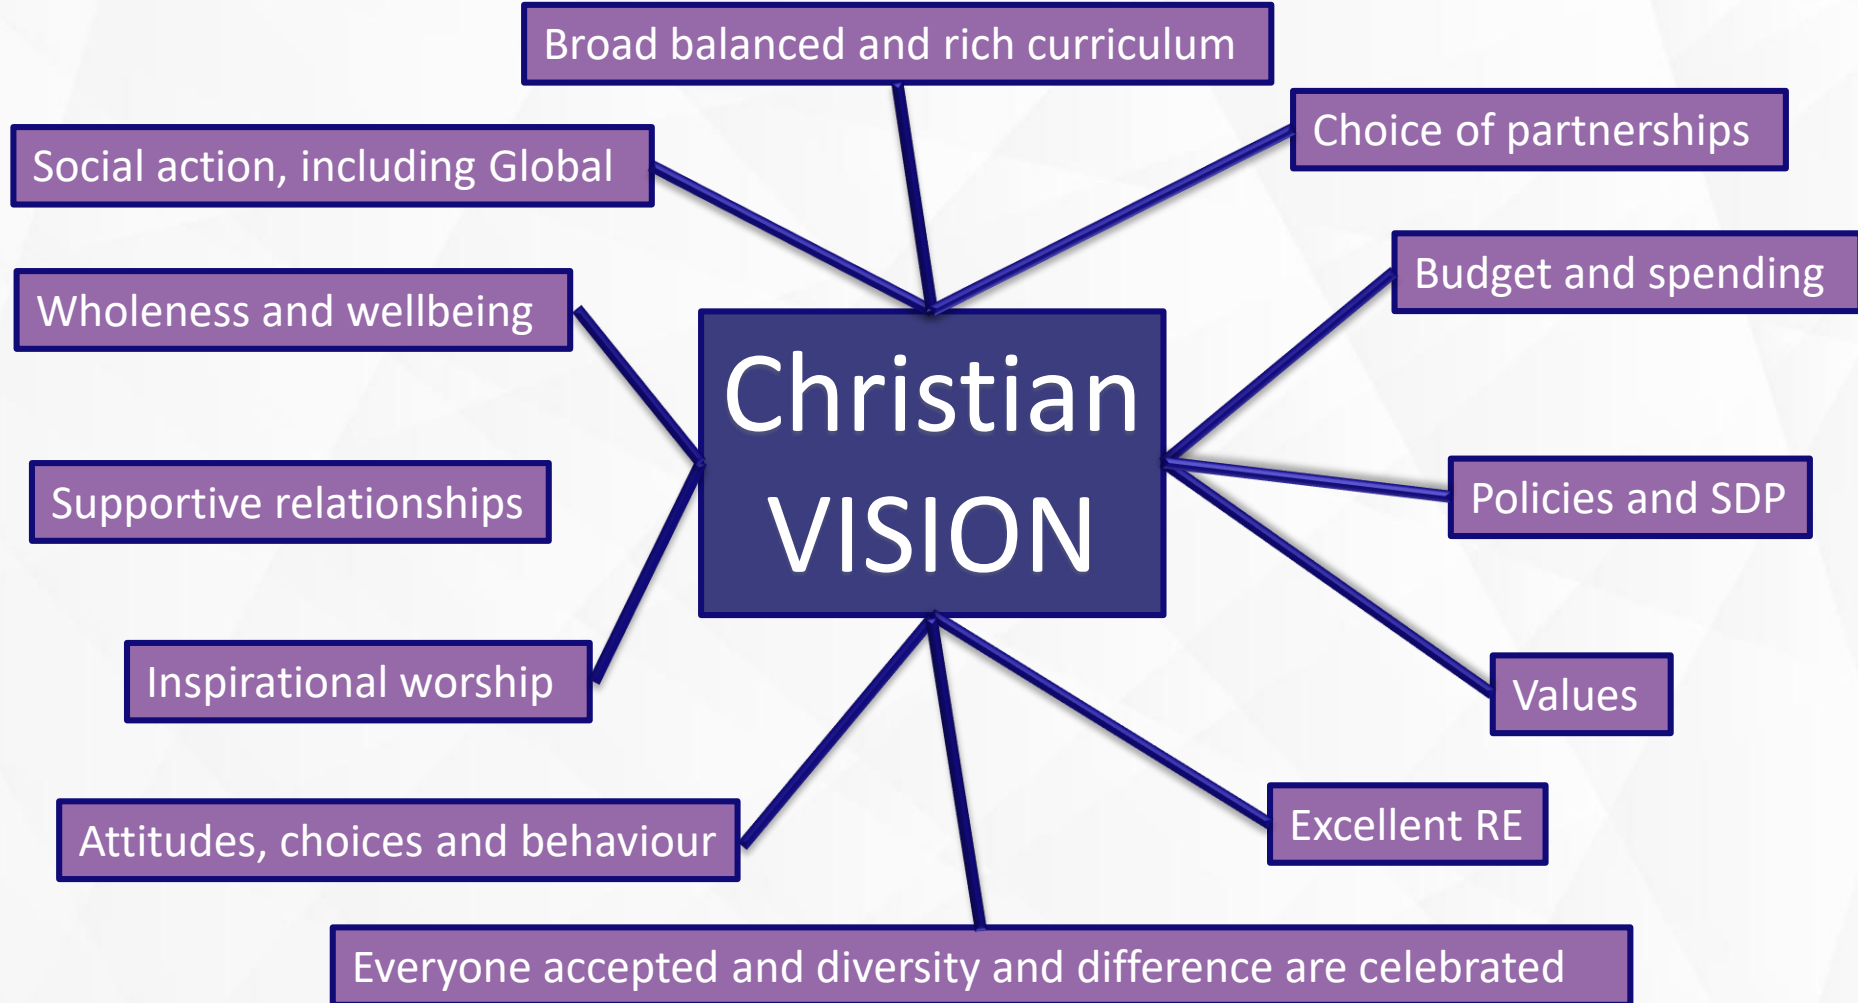 Broad balanced and rich curriculum
Choice of partnerships
Social action, including Global
Budget and spending
Wholeness and wellbeing
Christian
VISION
Supportive relationships
Policies and SDP
Inspirational worship
Values
Attitudes, choices and behaviour
Excellent RE
Everyone accepted and diversity and difference are celebrated